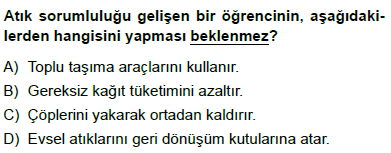 Atık sorumluluğu gelişen bir öğrencinin, aşağıdaki-
lerden hangisini yapması beklenmez?
A) Toplu taşıma araçlarını kullanır.
B) Gereksiz kağıt tüketimini azaltır.
C) Çöplerini yakarak ortadan kaldırır.
D) Evsel atıklarını geri dönüşüm kutularına atar.